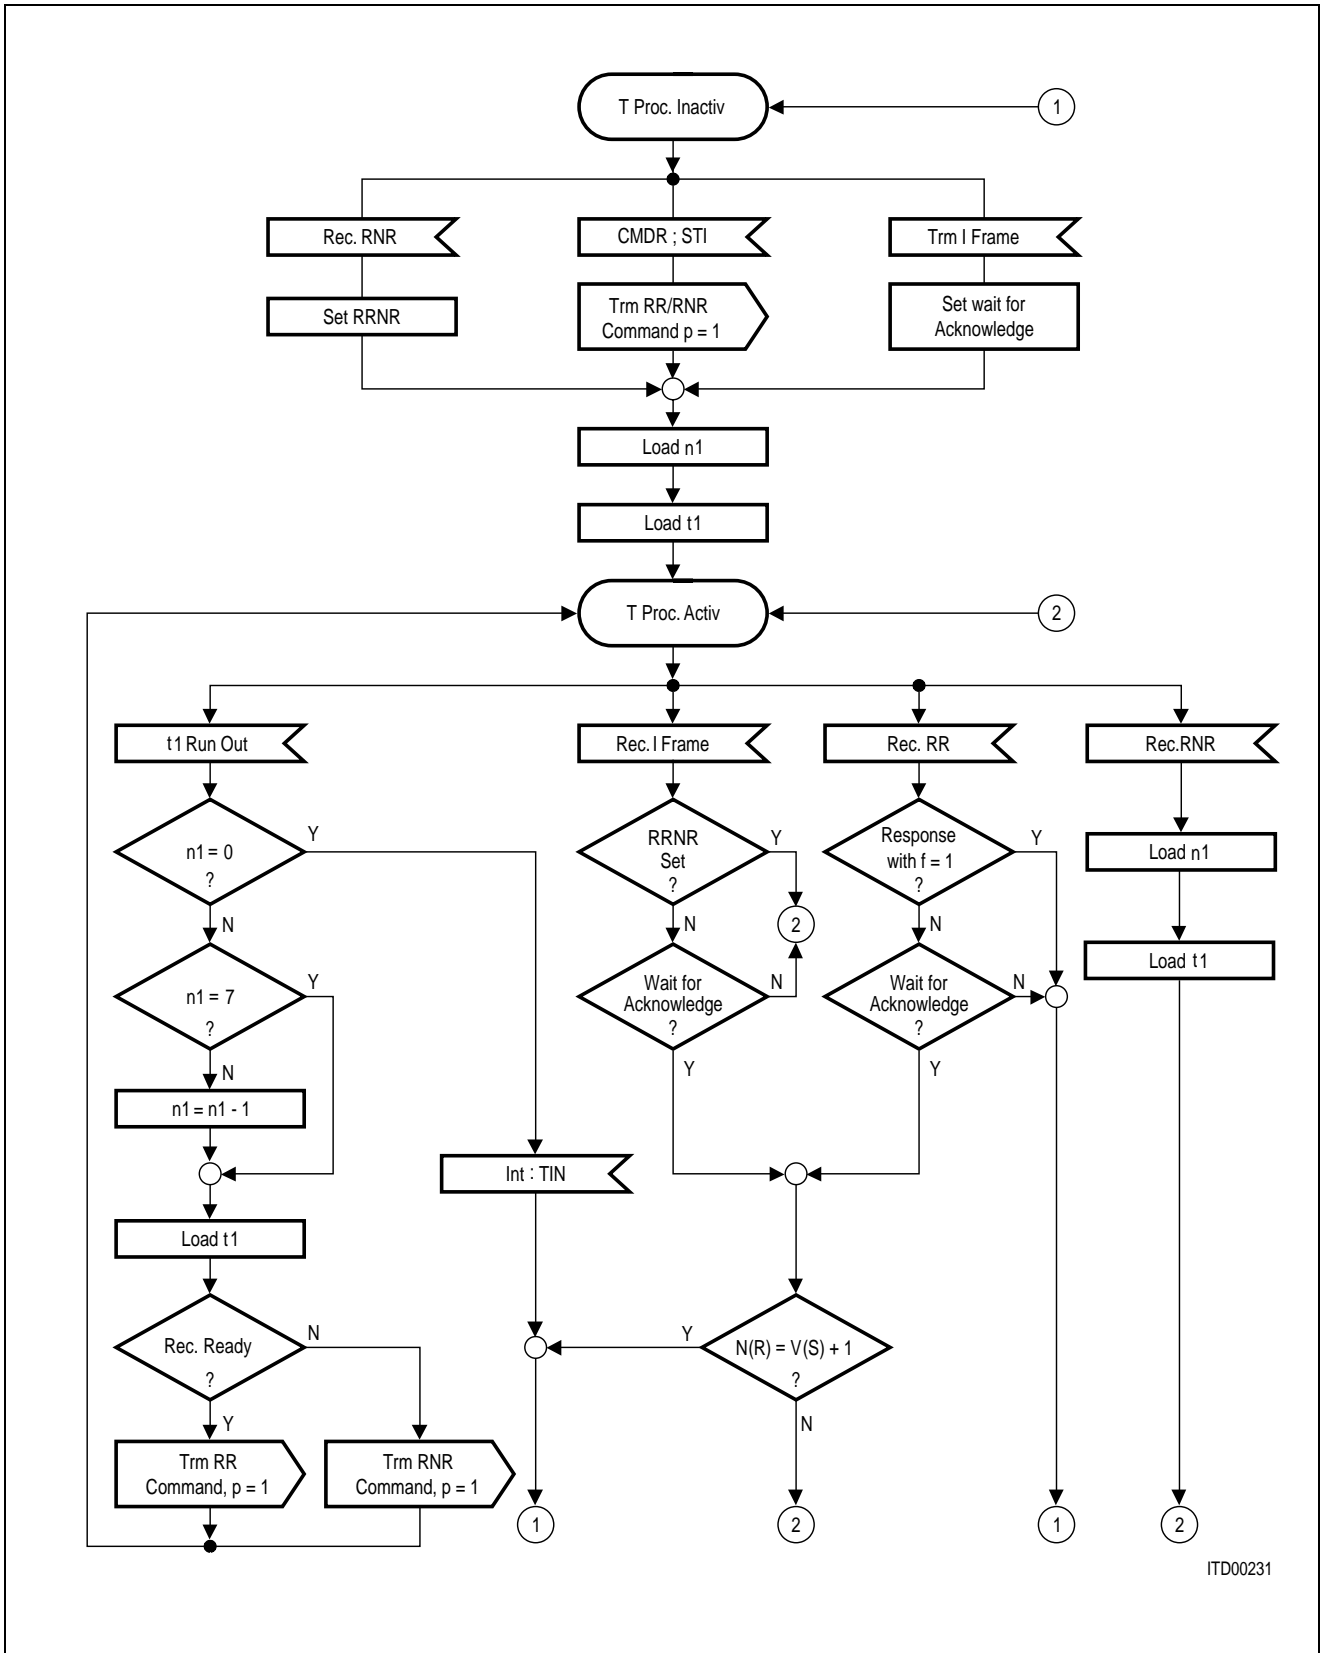 T Proc. Inactiv
1
Rec. RNR
CMDR ; STI
Trm I Frame
Set RRNR
Trm RR/RNR
Command p = 1
Set wait for
Acknowledge
Load n1
Load t1
T Proc. Activ
2
t1 Run Out
Rec. I Frame
Rec. RR
Rec.RNR
n1 = 0
?
Y
N
RRNR
Set
?
Y
N
2
Response
with f = 1
?
Y
N
Load n1
n1 = 7
?
Y
N
Wait for
Acknowledge
?
N
Y
Wait for
Acknowledge
?
N
Y
Load t1
n1 = n1 - 1
Int : TIN
Load t1
Rec. Ready
?
N
Y
N(R) = V(S) + 1
?
Y
N
Trm RR
Command, p = 1
Trm RNR
Command, p = 1
1
2
1
2
ITD00231